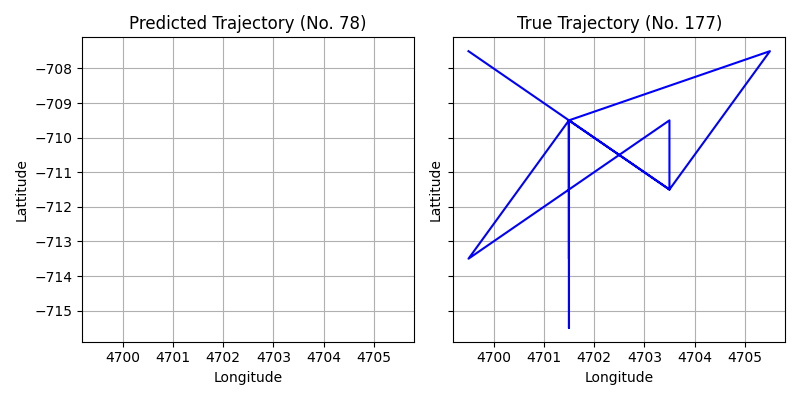 Predicted Trajectory (No. 78)
True Trajectory (No. 177)
Lattitude
−708
−709
−710
−711
−712
−713
−714
−715
4700 4701 4702 4703 4704 4705
Longitude
Lattitude
4700 4701 4702 4703 4704 4705
Longitude